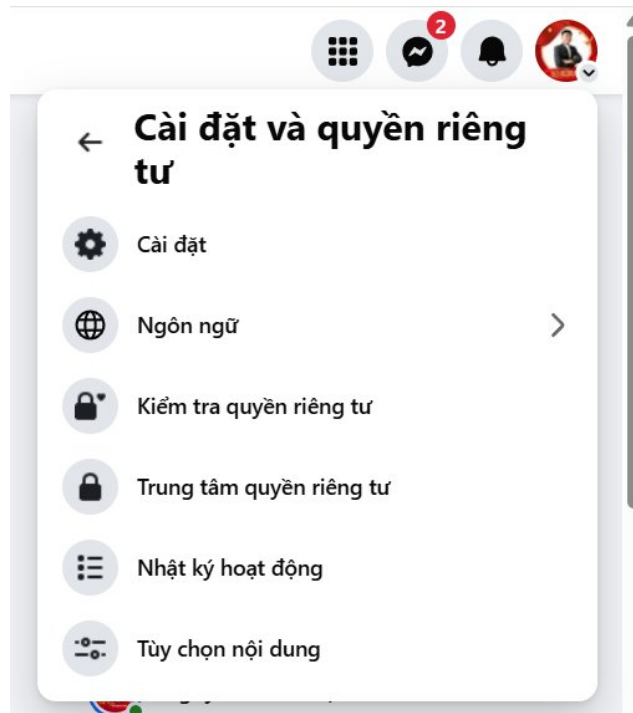 2
Cài đặt và quyền riêng
tư
Cài đặt
Ngôn ngữ
Kiểm tra quyền riêng tư
Trung tâm quyền riêng tư
Nhật ký hoạt động
Tùy chọn nội dung